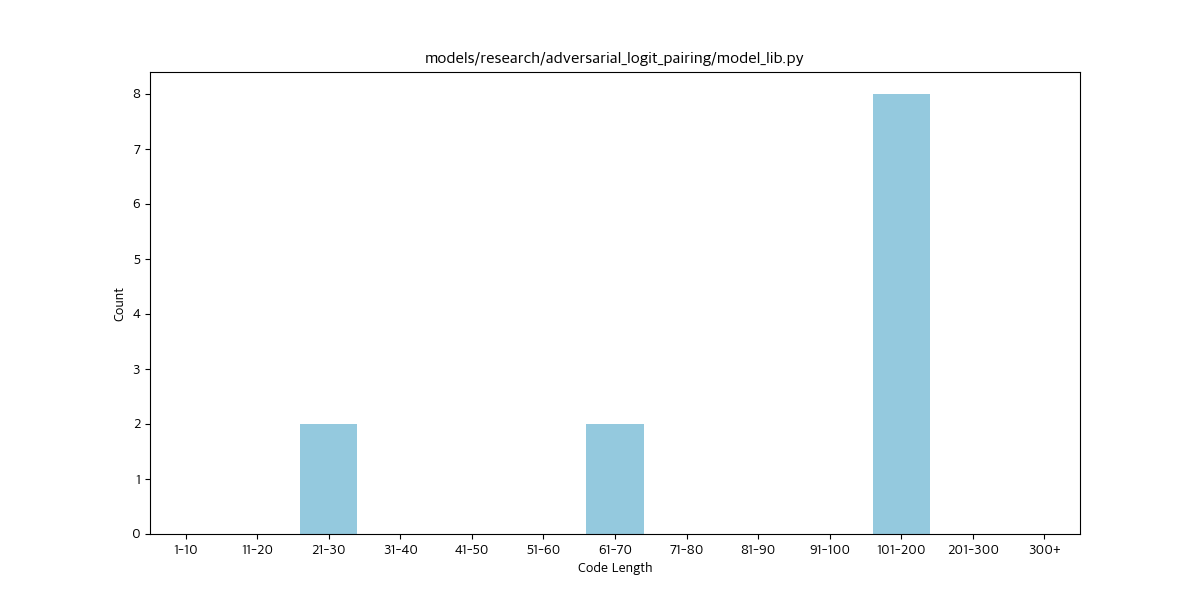 models/research/adversarial_logit_pairing/model_lib.py
8
7
6
5
4
3
2
1
0
Count
1-10 11-20 21-30 31-40 41-50 51-60 61-70 71-80 81-90 91-100 101-200 201-300 300+
Code Length